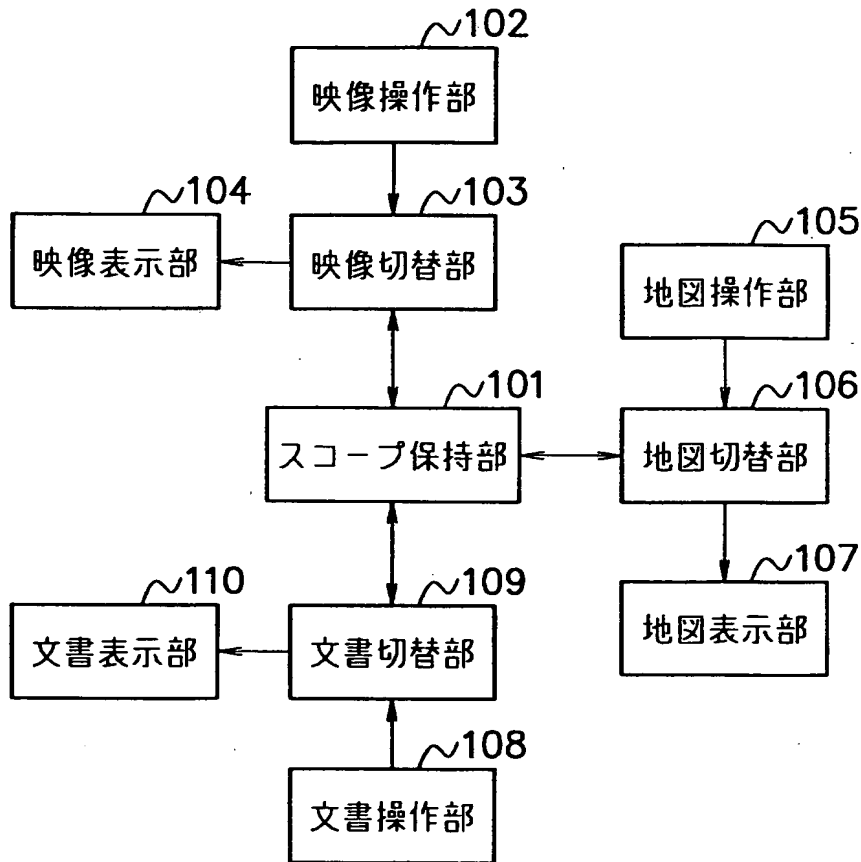 102
映像操作部
103
映像切替部
104
映像表示部
105
地図操作部
101
スコープ保持部
106
地図切替部
107
地図表示部
109
文書切替部
110
文書表示部
108
文書操作部